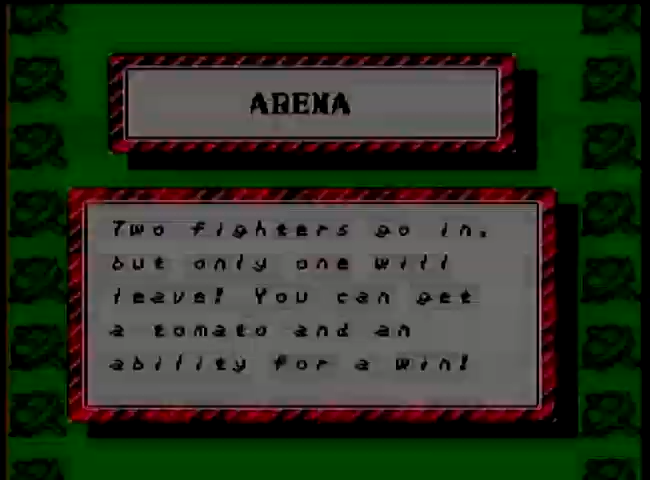 ARENA
Two fighters go in,
but only one will
leave! You can get
a tomato and an
ability for a win!